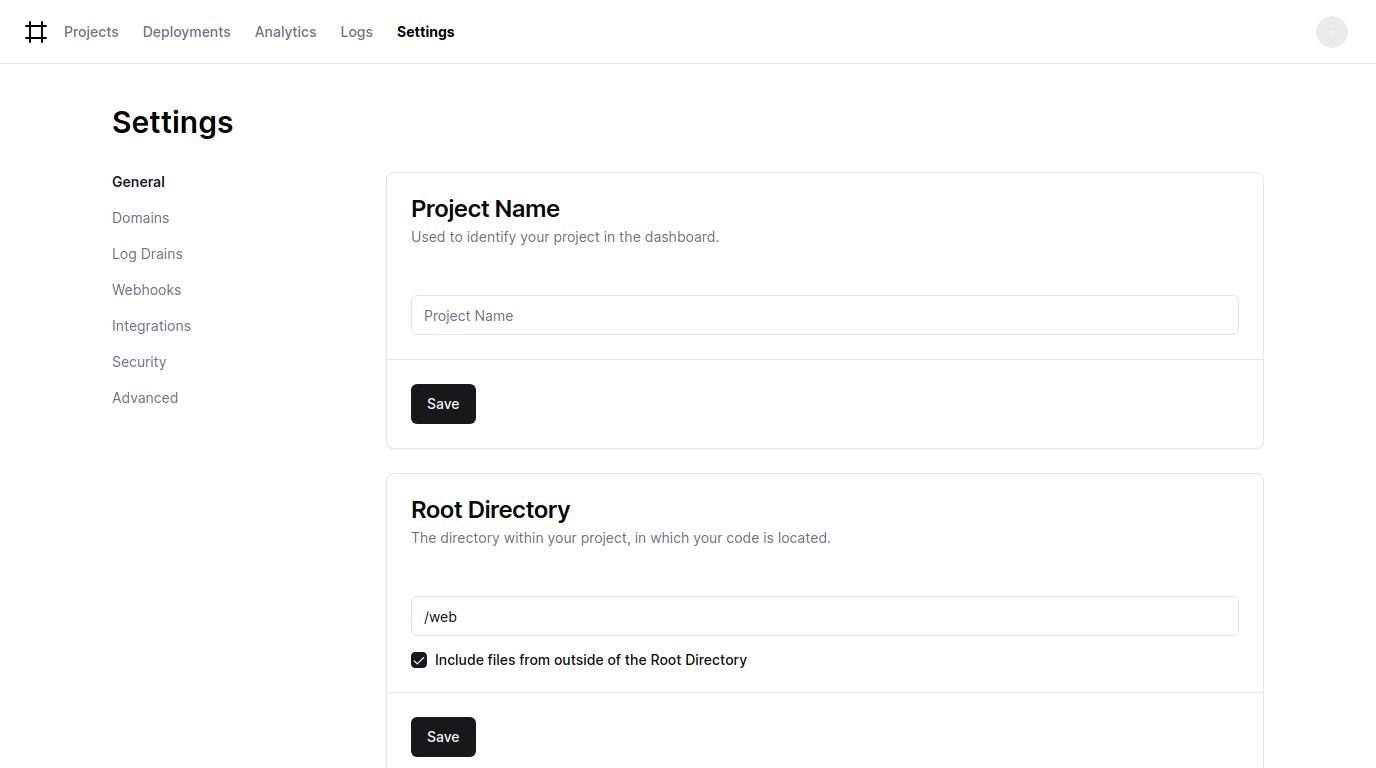 Projects Deployments Analytics Logs Settings
Settings
General
Domains
Log Drains
Webhooks
Integrations
Security
Advanced
Project Name
Used to identify your project in the dashboard.
Project Name
Save
Root Directory
The directory within your project, in which your code is located.
/web
Include files from outside of the Root Directory
Save